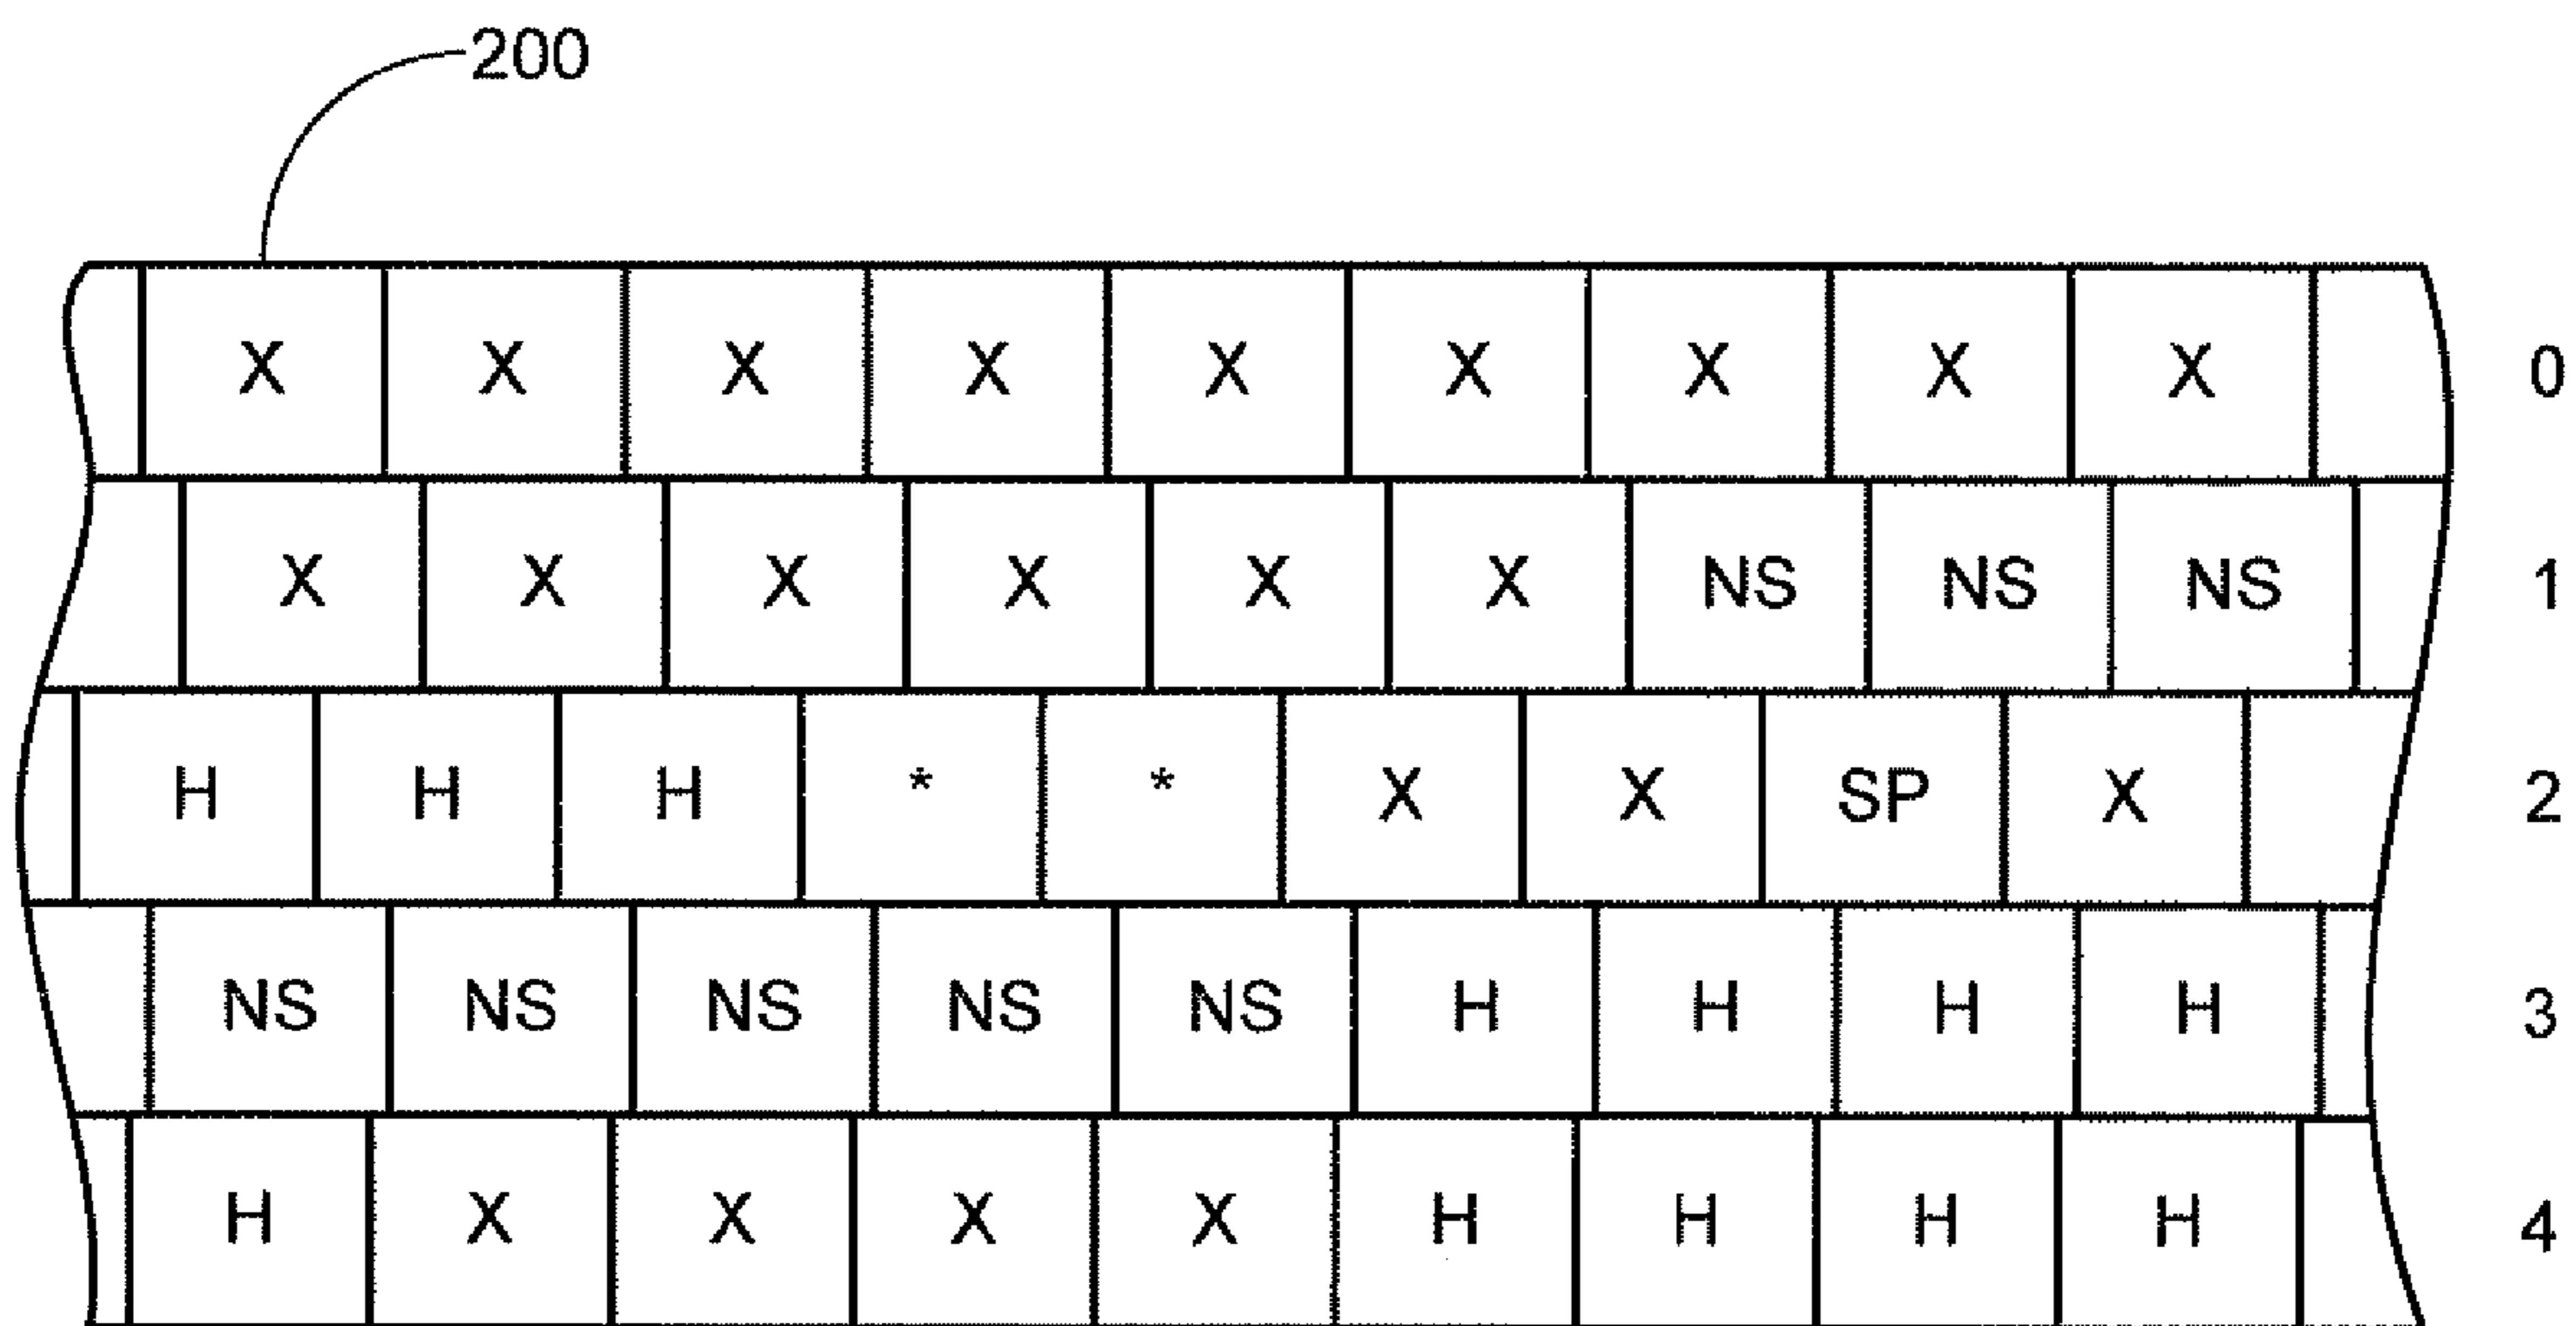 200
X X X X X X X X X 0
X X X X X X NS NS NS 1
H H H * * X X SP X 2
NS NS NS NS NS H H H H 3
H X X X X H H H H 4